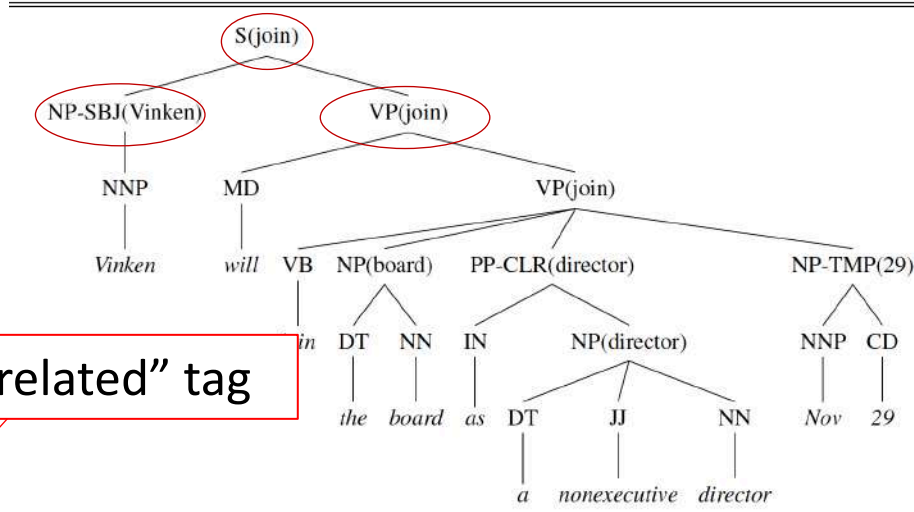 S(join)
NP-SBJ(Vinken) VP(join)
NNP MD VP(join)
Vinken will VB NP(board) PP-CLR(director) NP-TMP(29)
DT NN IN NP(director) NNP CD
related” tag
the board as DT JJ NN Nov 29
a nonexecutive director